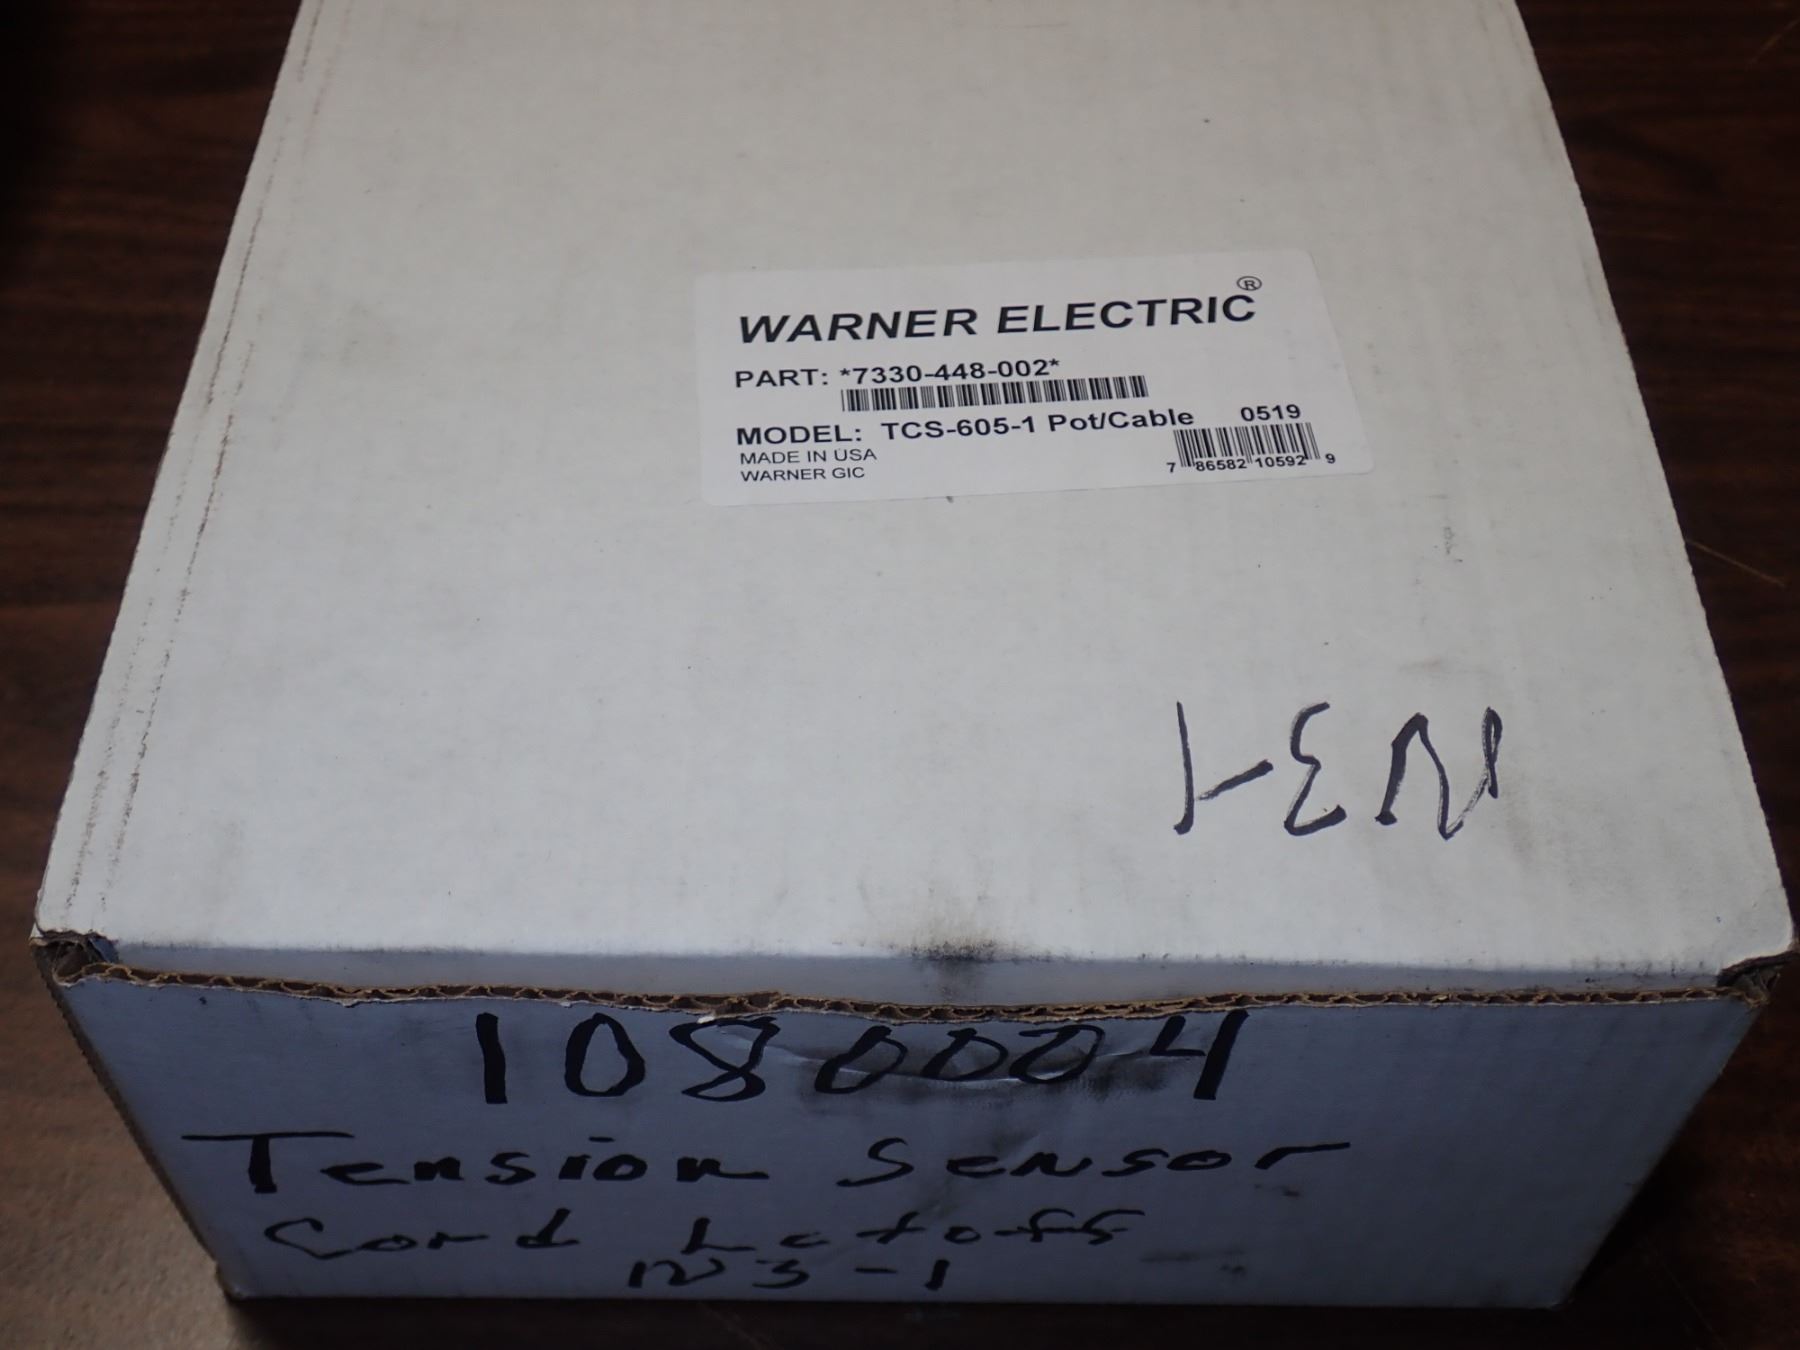 WARNER ELECTRIC®
PART: *7330-448-002*
MODEL: TCS-605-1 Pot/Cable 0519
MADE IN USA
WARNER GIC
7 86582 10592 9
N3-1
1080004
Tension Sensor
Cord Letoffs
N3-1